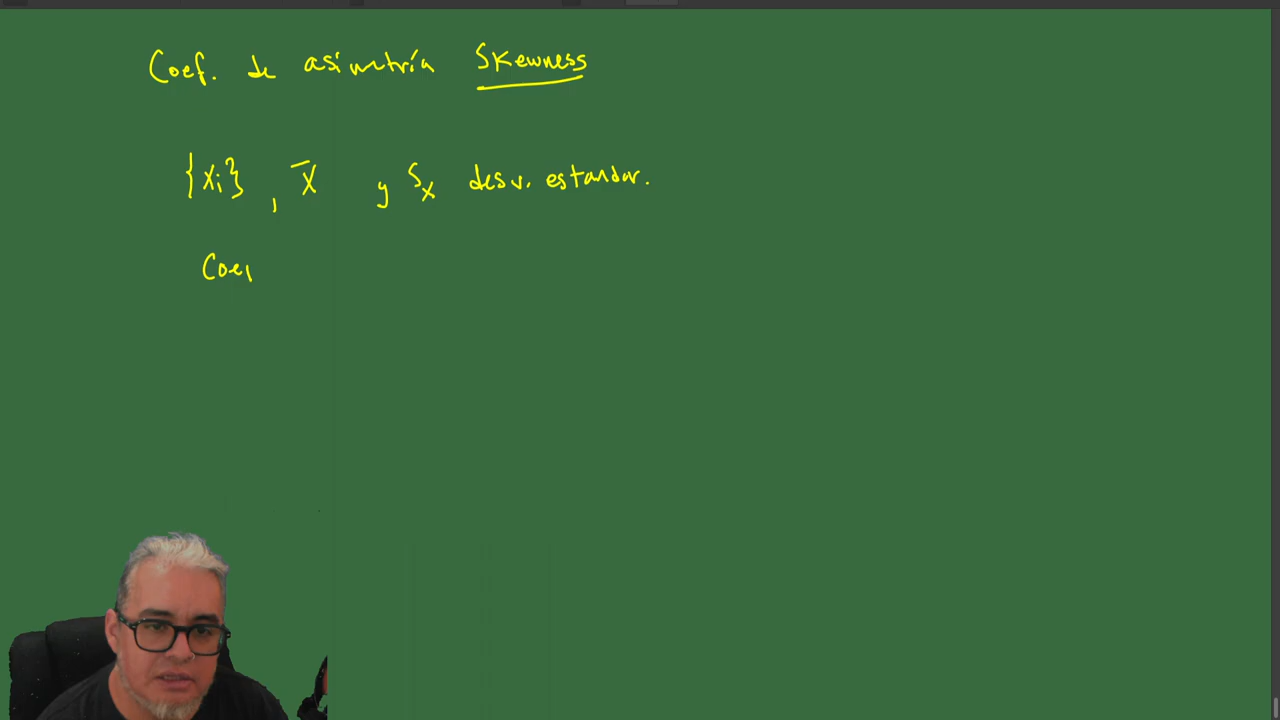 Coef. de asimetría Skewness
{xi}, x̄ y Sx desv. estandar.
Coe